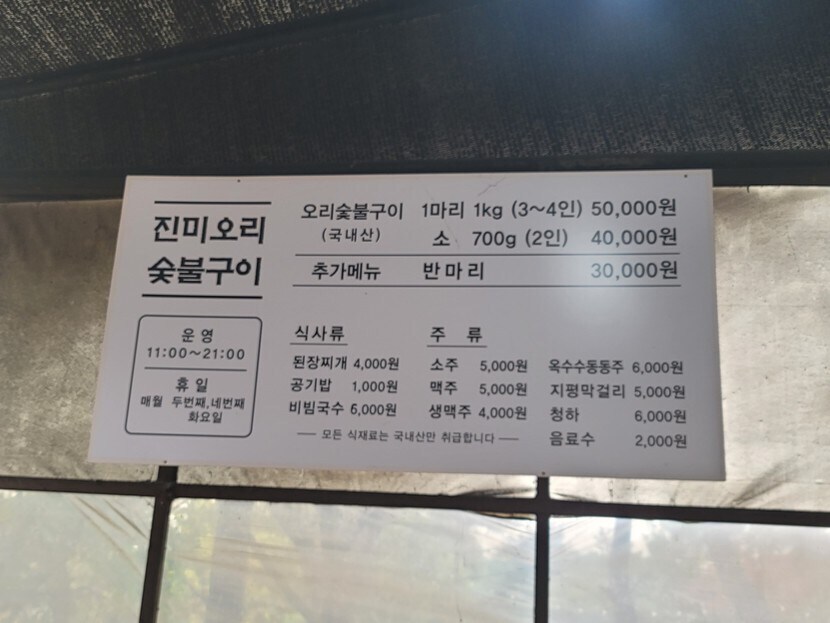 진미오리
숯불구이
오리숯불구이 1마리 1kg (3~4인) 50,000원
(국내산) 소 700g (2인) 40,000원
추가메뉴 반마리 30,000원
운영
11:00~21:00
휴일
매월 두번째,네번째
화요일
식사류
된장찌개 4,000원
공기밥 1,000원
비빔국수 6,000원
주 류
소주 5,000원
맥주 5,000원
생맥주 4,000원
옥수수동동주 6,000원
지평막걸리 5,000원
청하 6,000원
음료수 2,000원
모든 식재료는 국내산만 취급합니다